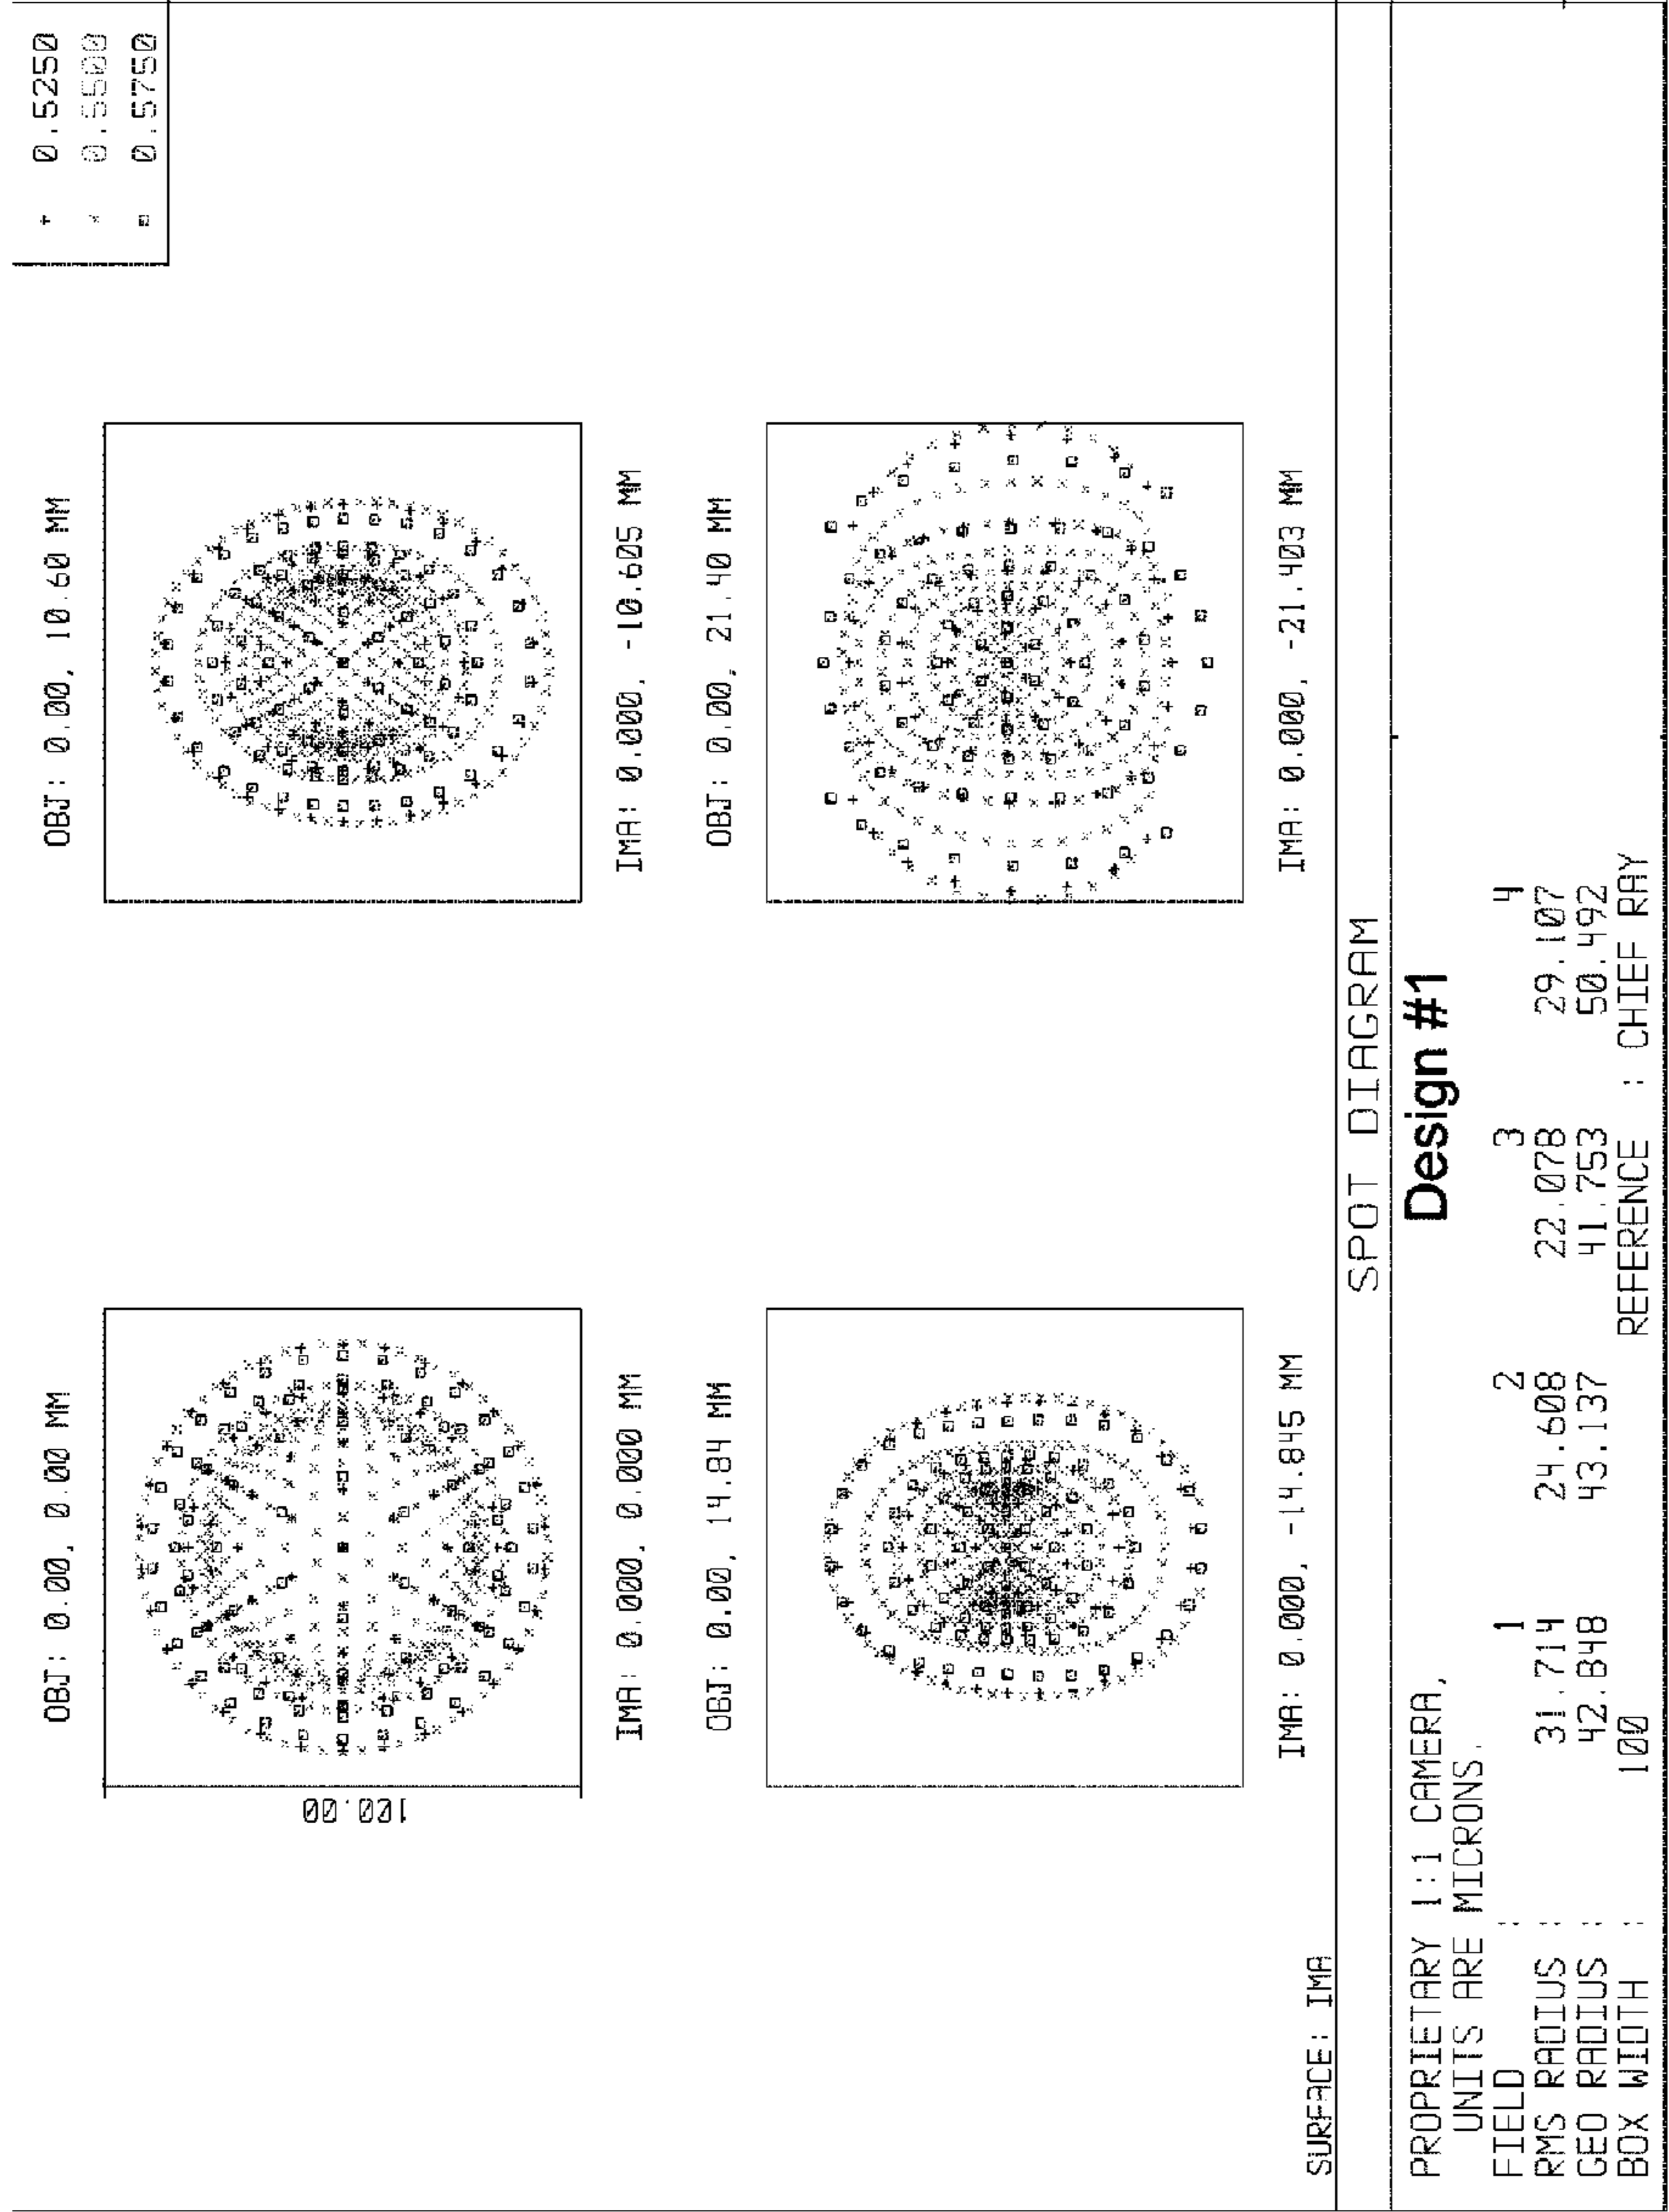 + 0.5250
× 0.5500
▫ 0.5750
OBJ: 0.00, 0.00 MM
OBJ: 0.00, 10.60 MM
100.00
IMA: 0.000, 0.000 MM
IMA: 0.000, -10.605 MM
OBJ: 0.00, 14.84 MM
OBJ: 0.00, 21.40 MM
IMA: 0.000, -14.845 MM
IMA: 0.000, -21.403 MM
SURFACE: IMA
SPOT DIAGRAM
Design #1
PROPRIETARY 1:1 CAMERA,
UNITS ARE MICRONS.
FIELD : 1 2 3 4
RMS RADIUS : 31.714 24.608 22.078 29.107
GEO RADIUS : 42.848 43.137 41.753 50.492
BOX WIDTH : 100 REFERENCE : CHIEF RAY